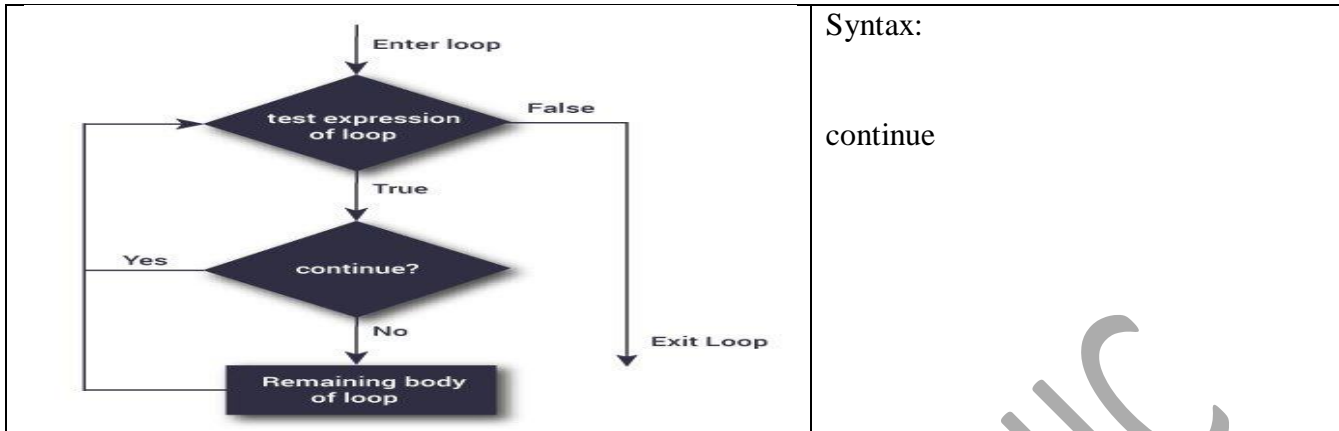 Enter loop
test expression
of loop
False
True
continue?
Yes
No
Remaining body
of loop
Exit Loop
Syntax:
continue